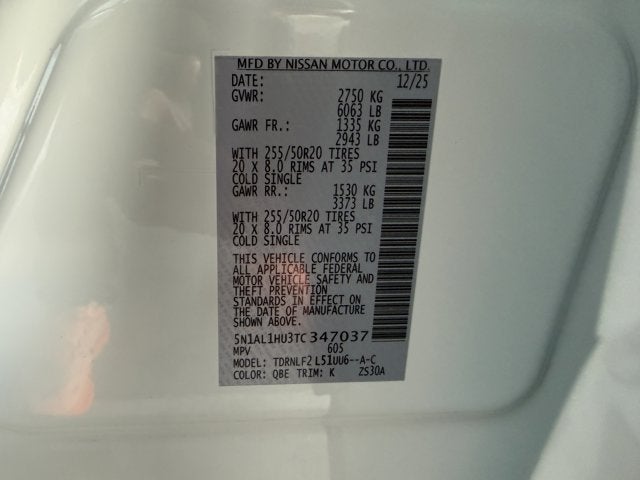 MFD BY NISSAN MOTOR CO., LTD.
DATE: 12/25
GVWR: 2750 KG
6063 LB
GAWR FR.: 1335 KG
2943 LB
WITH 255/50R20 TIRES
20 X 8.0 RIMS AT 35 PSI
COLD SINGLE
GAWR RR.: 1530 KG
3373 LB
WITH 255/50R20 TIRES
20 X 8.0 RIMS AT 35 PSI
COLD SINGLE
THIS VEHICLE CONFORMS TO
ALL APPLICABLE FEDERAL
MOTOR VEHICLE SAFETY AND
THEFT PREVENTION
STANDARDS IN EFFECT ON
THE DATE OF MANUFACTURE
SHOWN ABOVE.
5N1AL1HU3TC347037
MPV 605
MODEL: TDRNLF2 L51UU6--A-C
COLOR: QBE TRIM: K ZS30A